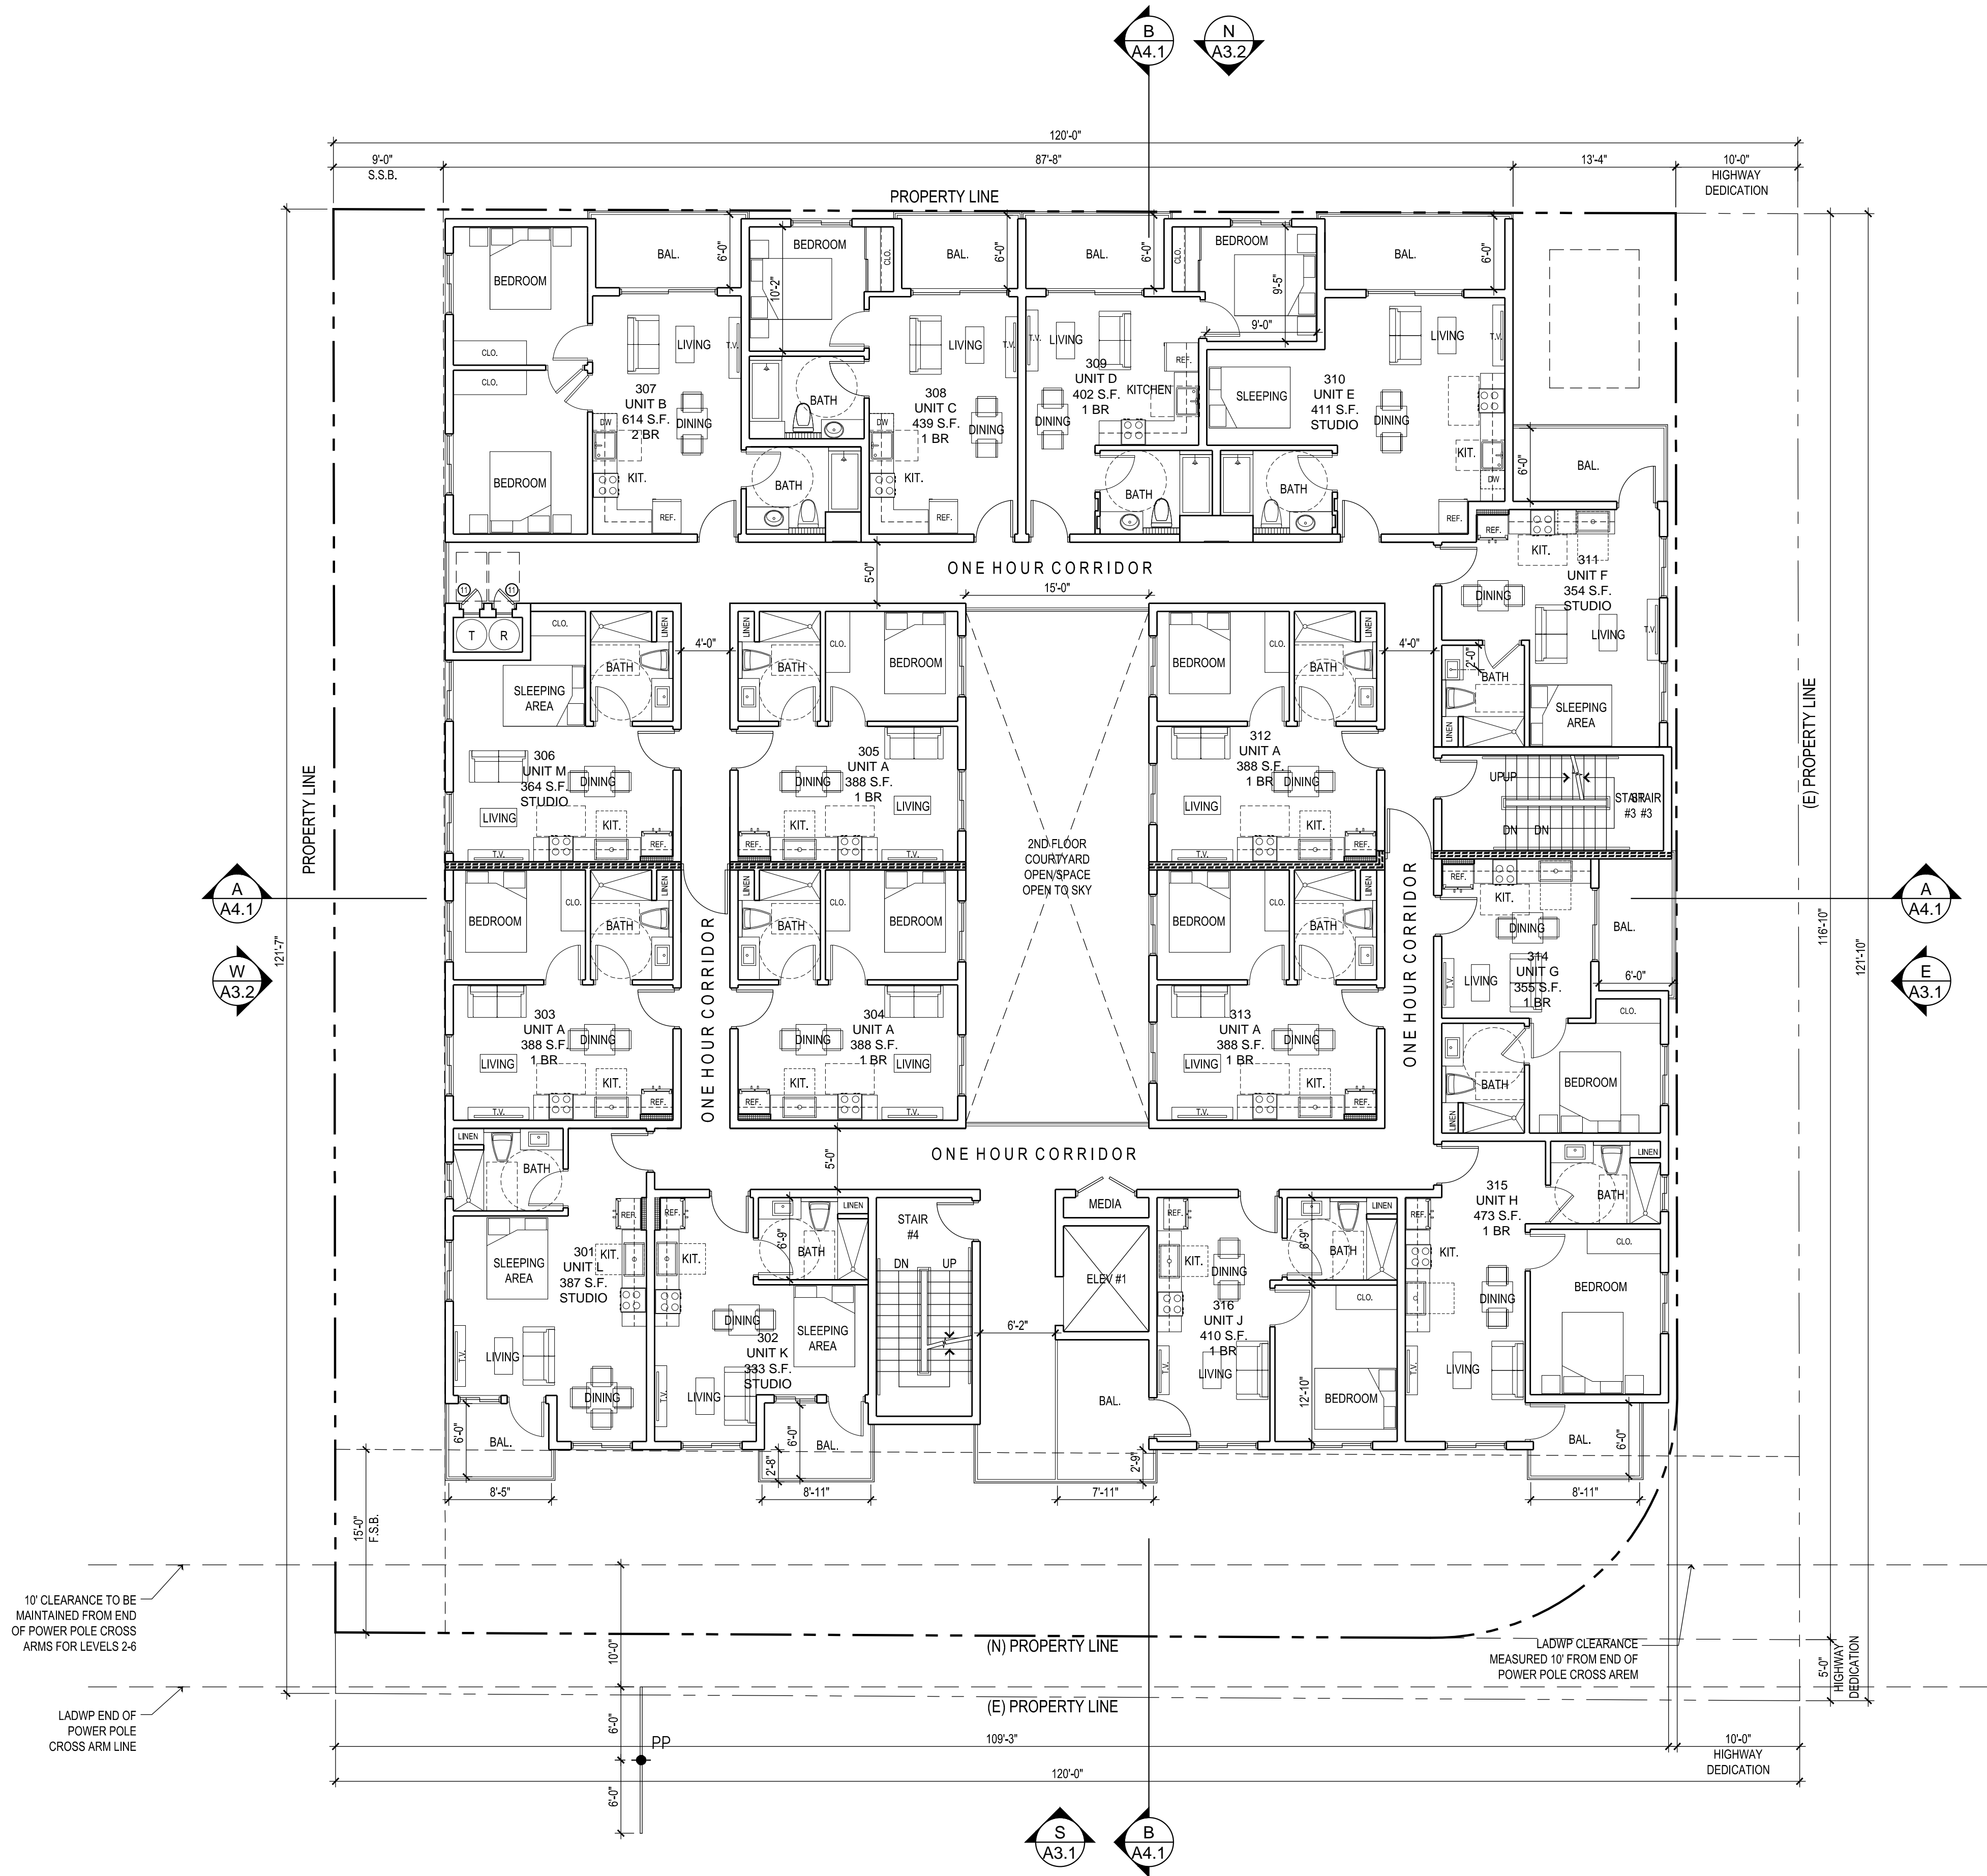 B
A4.1
N
A3.2
120'-0"
9'-0"
S.S.B.
87'-8"
13'-4"
10'-0"
HIGHWAY
DEDICATION
PROPERTY LINE
BEDROOM
CLO.
CLO.
BEDROOM
BAL.
6'-0"
LIVING
T.V.
307
UNIT B
614 S.F.
2 BR
DINING
DW
KIT.
REF.
BATH
BEDROOM
10'-2"
CLO.
BATH
BAL.
6'-0"
LIVING
T.V.
308
UNIT C
439 S.F.
1 BR
DINING
DW
KIT.
REF.
BAL.
6'-0"
T.V.
LIVING
309
UNIT D
402 S.F.
1 BR
REF.
KITCHEN
DINING
BATH
BEDROOM
CLO.
9'-5"
9'-0"
BAL.
6'-0"
LIVING
T.V.
310
UNIT E
411 S.F.
STUDIO
SLEEPING
DINING
KIT.
DW
REF.
BATH
BAL.
6'-0"
REF.
KIT.
311
UNIT F
354 S.F.
STUDIO
DINING
LIVING
T.V.
2'-0"
BATH
LINEN
SLEEPING
AREA
ONE HOUR CORRIDOR
5'-0"
15'-0"
11
11
T
R
CLO.
LINEN
BATH
SLEEPING
AREA
306
UNIT M
364 S.F.
STUDIO
DINING
LIVING
KIT.
REF.
T.V.
4'-0"
LINEN
BATH
CLO.
BEDROOM
305
UNIT A
388 S.F.
1 BR
DINING
LIVING
KIT.
REF.
T.V.
2ND FLOOR
COURTYARD
OPEN SPACE
OPEN TO SKY
BEDROOM
CLO.
LINEN
BATH
312
UNIT A
388 S.F.
1 BR
DINING
LIVING
KIT.
REF.
T.V.
4'-0"
UP
UP
STAIR
#3
STAIR
#3
DN
DN
PROPERTY LINE
(E) PROPERTY LINE
A
A4.1
W
A3.2
121'-7"
A
A4.1
E
A3.1
116'-10"
121'-10"
BEDROOM
CLO.
LINEN
BATH
303
UNIT A
388 S.F.
1 BR
DINING
LIVING
KIT.
REF.
T.V.
ONE HOUR CORRIDOR
LINEN
BATH
CLO.
BEDROOM
304
UNIT A
388 S.F.
1 BR
DINING
LIVING
KIT.
REF.
T.V.
BEDROOM
CLO.
LINEN
BATH
313
UNIT A
388 S.F.
1 BR
DINING
LIVING
KIT.
REF.
T.V.
ONE HOUR CORRIDOR
REF.
KIT.
DINING
BAL.
6'-0"
314
UNIT G
355 S.F.
1 BR
LIVING
T.V.
CLO.
BATH
LINEN
BEDROOM
ONE HOUR CORRIDOR
5'-0"
LINEN
BATH
REF.
SLEEPING
AREA
301
UNIT L
387 S.F.
STUDIO
KIT.
LIVING
T.V.
DINING
BAL.
6'-0"
8'-5"
REF.
KIT.
6'-9"
LINEN
BATH
DINING
302
UNIT K
333 S.F.
STUDIO
SLEEPING
AREA
LIVING
T.V.
BAL.
6'-0"
2'-8"
8'-11"
STAIR
#4
DN
UP
MEDIA
ELEV #1
6'-2"
BAL.
2'-9"
7'-11"
REF.
KIT.
DINING
316
UNIT J
410 S.F.
1 BR
LIVING
T.V.
6'-9"
LINEN
BATH
CLO.
12'-10"
BEDROOM
315
UNIT H
473 S.F.
1 BR
REF.
KIT.
DINING
LIVING
T.V.
LINEN
BATH
CLO.
BEDROOM
BAL.
6'-0"
8'-11"
15'-0"
F.S.B.
10' CLEARANCE TO BE
MAINTAINED FROM END
OF POWER POLE CROSS
ARMS FOR LEVELS 2-6
10'-0"
(N) PROPERTY LINE
LADWP CLEARANCE
MEASURED 10' FROM END OF
POWER POLE CROSS AREM
5'-0"
HIGHWAY
DEDICATION
LADWP END OF
POWER POLE
CROSS ARM LINE
6'-0"
PP
6'-0"
(E) PROPERTY LINE
109'-3"
10'-0"
HIGHWAY
DEDICATION
120'-0"
S
A3.1
B
A4.1